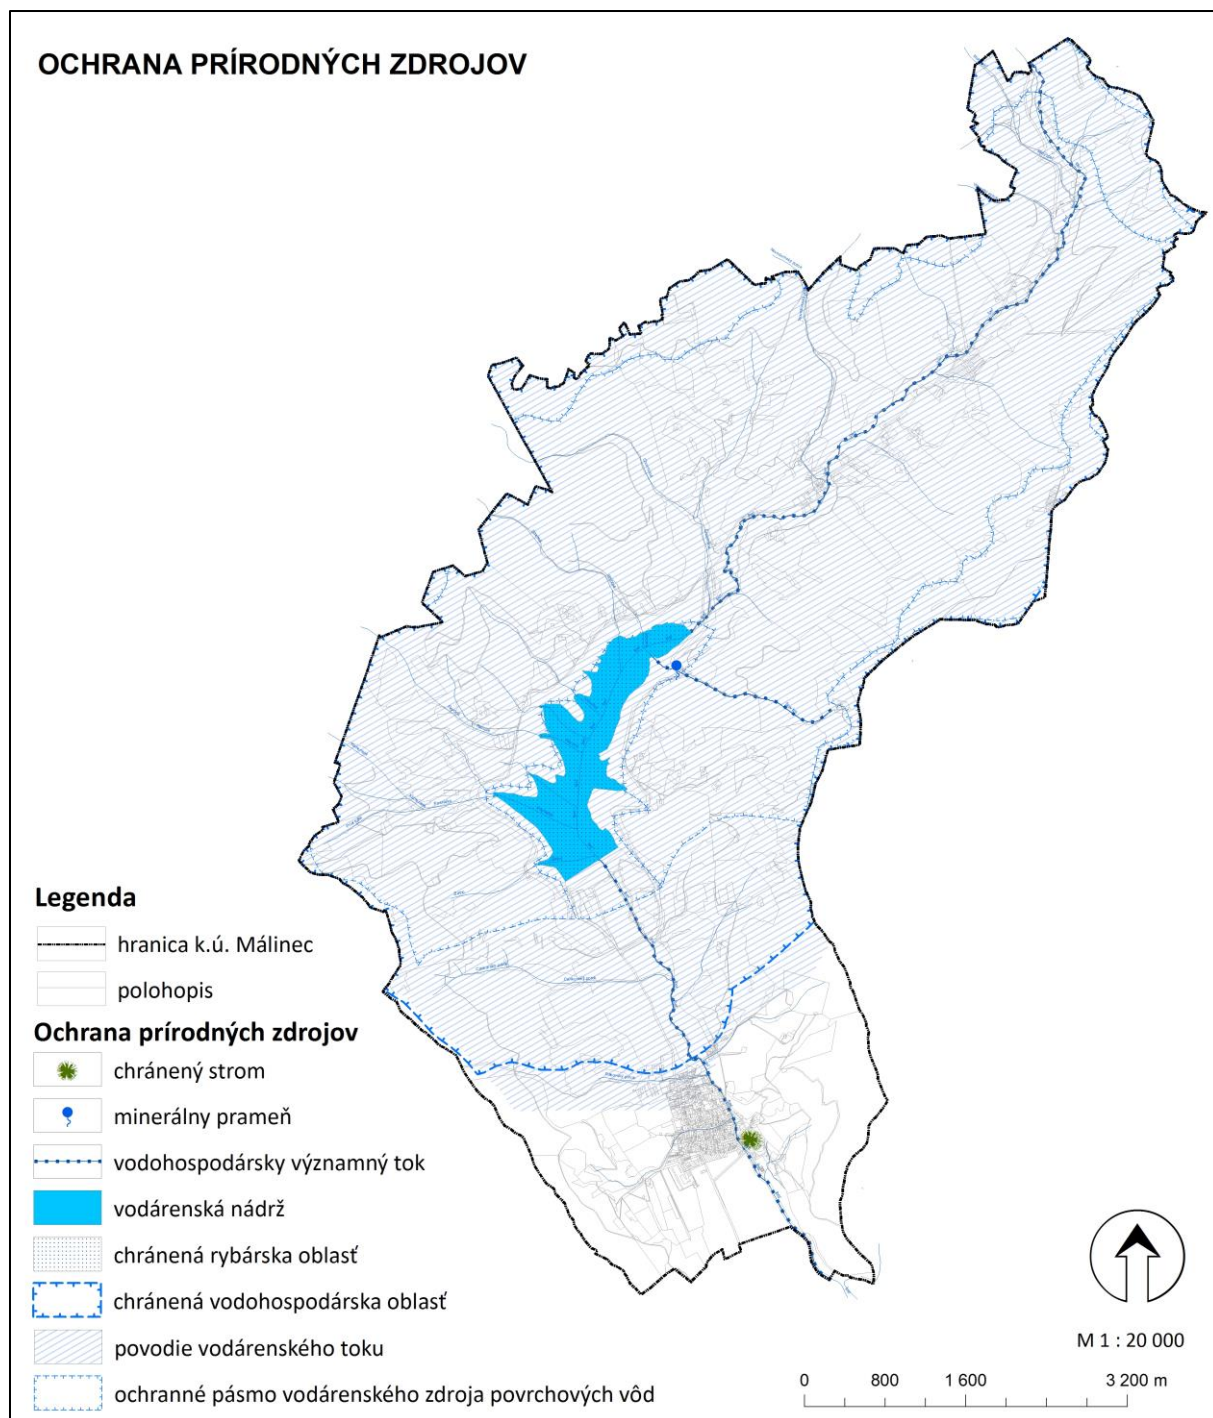 OCHRANA PRÍRODNÝCH ZDROJOV
Legenda
hranica k.ú. Málinec
polohopis
Ochrana prírodných zdrojov
chránený strom
minerálny prameň
vodohospodársky významný tok
vodárenská nádrž
chránená rybárska oblasť
chránená vodohospodárska oblasť
povodie vodárenského toku
ochranné pásmo vodárenského zdroja povrchových vôd
M 1 : 20 000
0 800 1 600 3 200 m